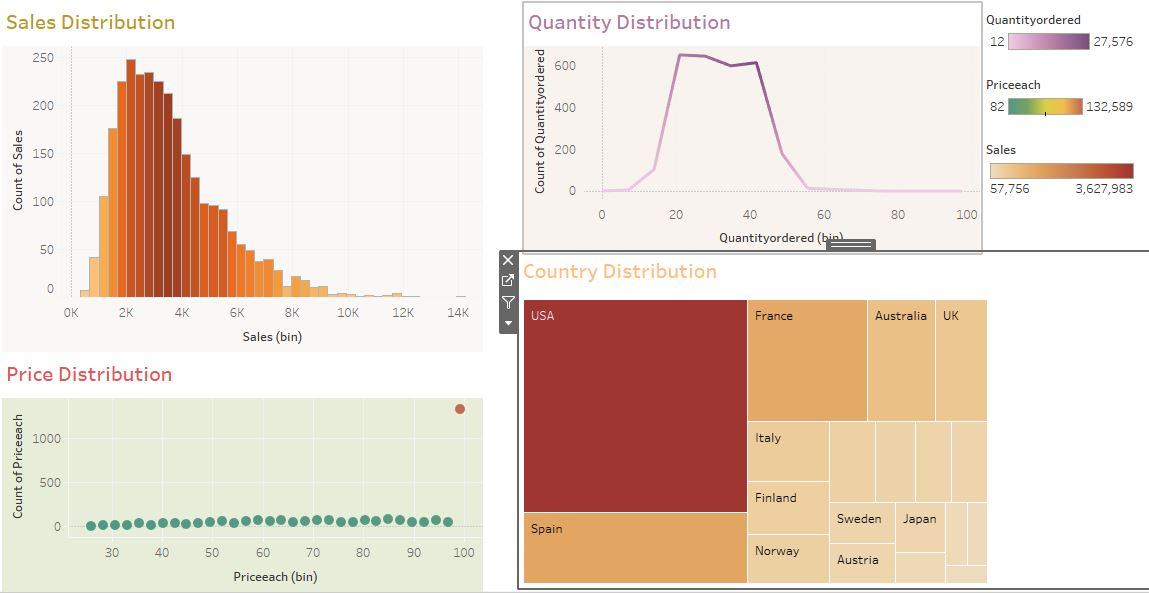 Sales Distribution
250
200
150
100
50
0
Count of Sales
0K 2K 4K 6K 8K 10K 12K 14K
Sales (bin)
Price Distribution
1000
500
0
Count of Priceeach
30 40 50 60 70 80 90 100
Priceeach (bin)
Quantity Distribution
600
400
200
0
Count of Quantityordered
0 20 40 60 80 100
Quantityordered (bin)
Quantityordered
12 27,576
Priceeach
82 132,589
Sales
57,756 3,627,983
Country Distribution
USA France Australia UK
Italy
Finland
Sweden Japan
Spain
Norway
Austria